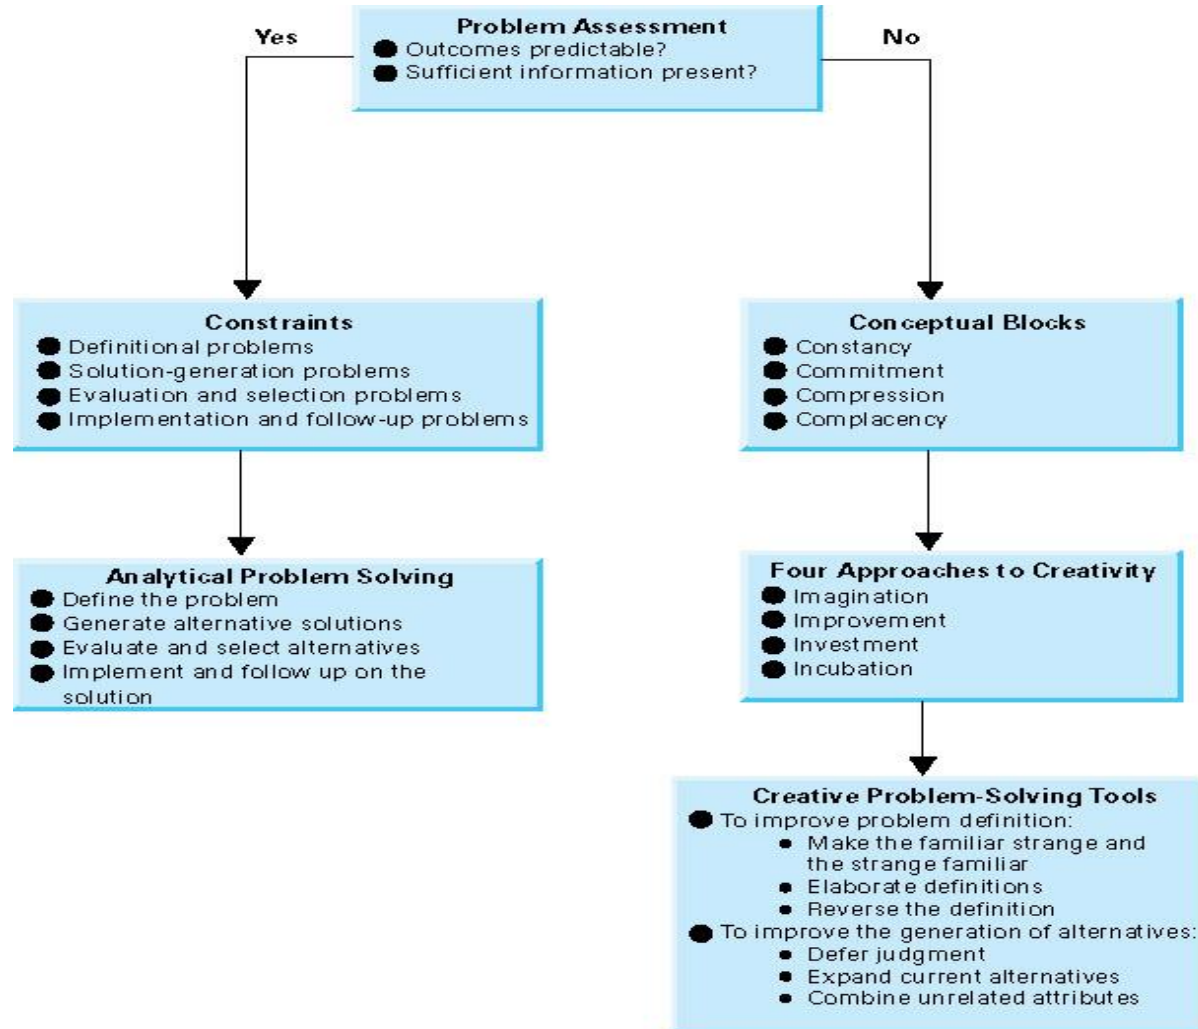 Problem Assessment
Yes
No
● Outcomes predictable?
● Sufficient information present?
Constraints
● Definitional problems
● Solution-generation problems
● Evaluation and selection problems
● Implementation and follow-up problems
Conceptual Blocks
● Constancy
● Commitment
● Compression
● Complacency
Analytical Problem Solving
● Define the problem
● Generate alternative solutions
● Evaluate and select alternatives
● Implement and follow up on the
solution
Four Approaches to Creativity
● Imagination
● Improvement
● Investment
● Incubation
Creative Problem-Solving Tools
● To improve problem definition:
• Make the familiar strange and
the strange familiar
• Elaborate definitions
• Reverse the definition
● To improve the generation of alternatives:
• Defer judgment
• Expand current alternatives
• Combine unrelated attributes